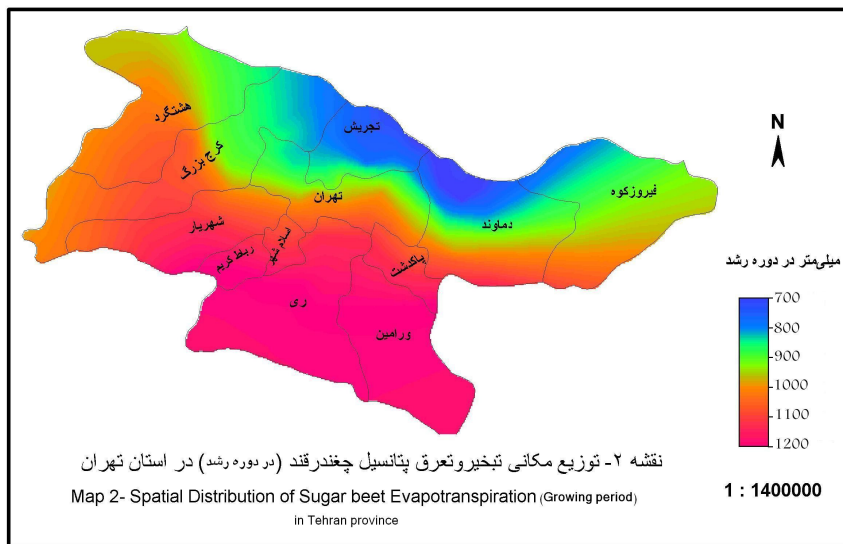 هشتگرد
کرج بزرگ
تجریش
N
فیروزکوه
تهران
دماوند
شهریار
اسلام شهر
رباط کریم
پاکدشت
ری
ورامین
میلی‌متر در دوره رشد
700
800
900
1000
1100
1200
نقشه ۲- توزیع مکانی تبخیروتعرق پتانسیل چغندرقند (در دوره رشد) در استان تهران
Map 2- Spatial Distribution of Sugar beet Evapotranspiration (Growing period)
in Tehran province
1 : 1400000